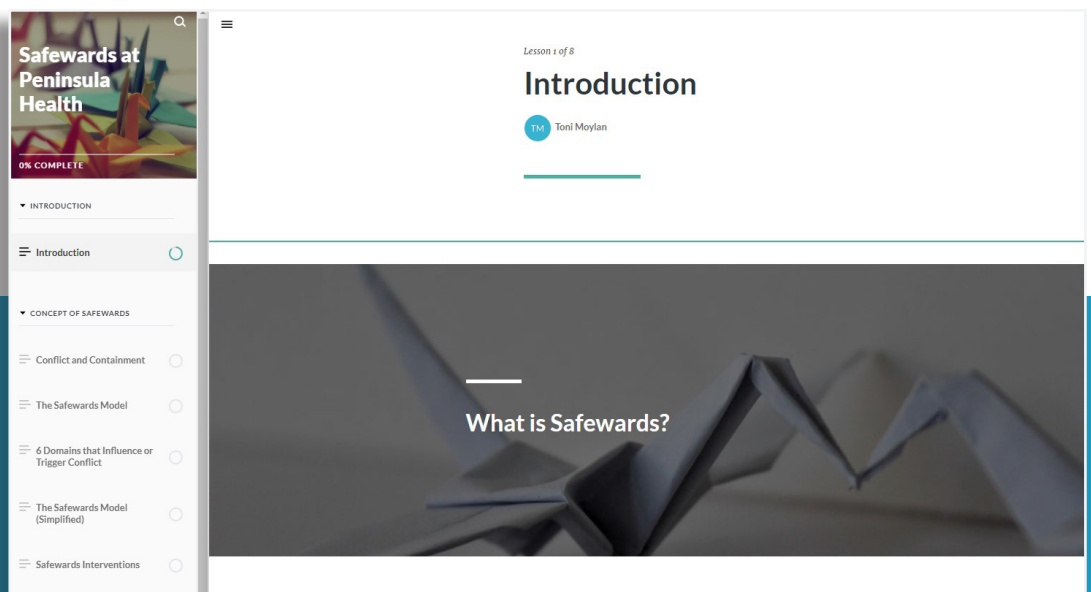 Safewards at
Peninsula
Health
0% COMPLETE
INTRODUCTION
Introduction
CONCEPT OF SAFEWARDS
Conflict and Containment
The Safewards Model
6 Domains that Influence or
Trigger Conflict
The Safewards Model
(Simplified)
Safewards Interventions
Lesson 1 of 8
Introduction
TM Toni Moylan
What is Safewards?